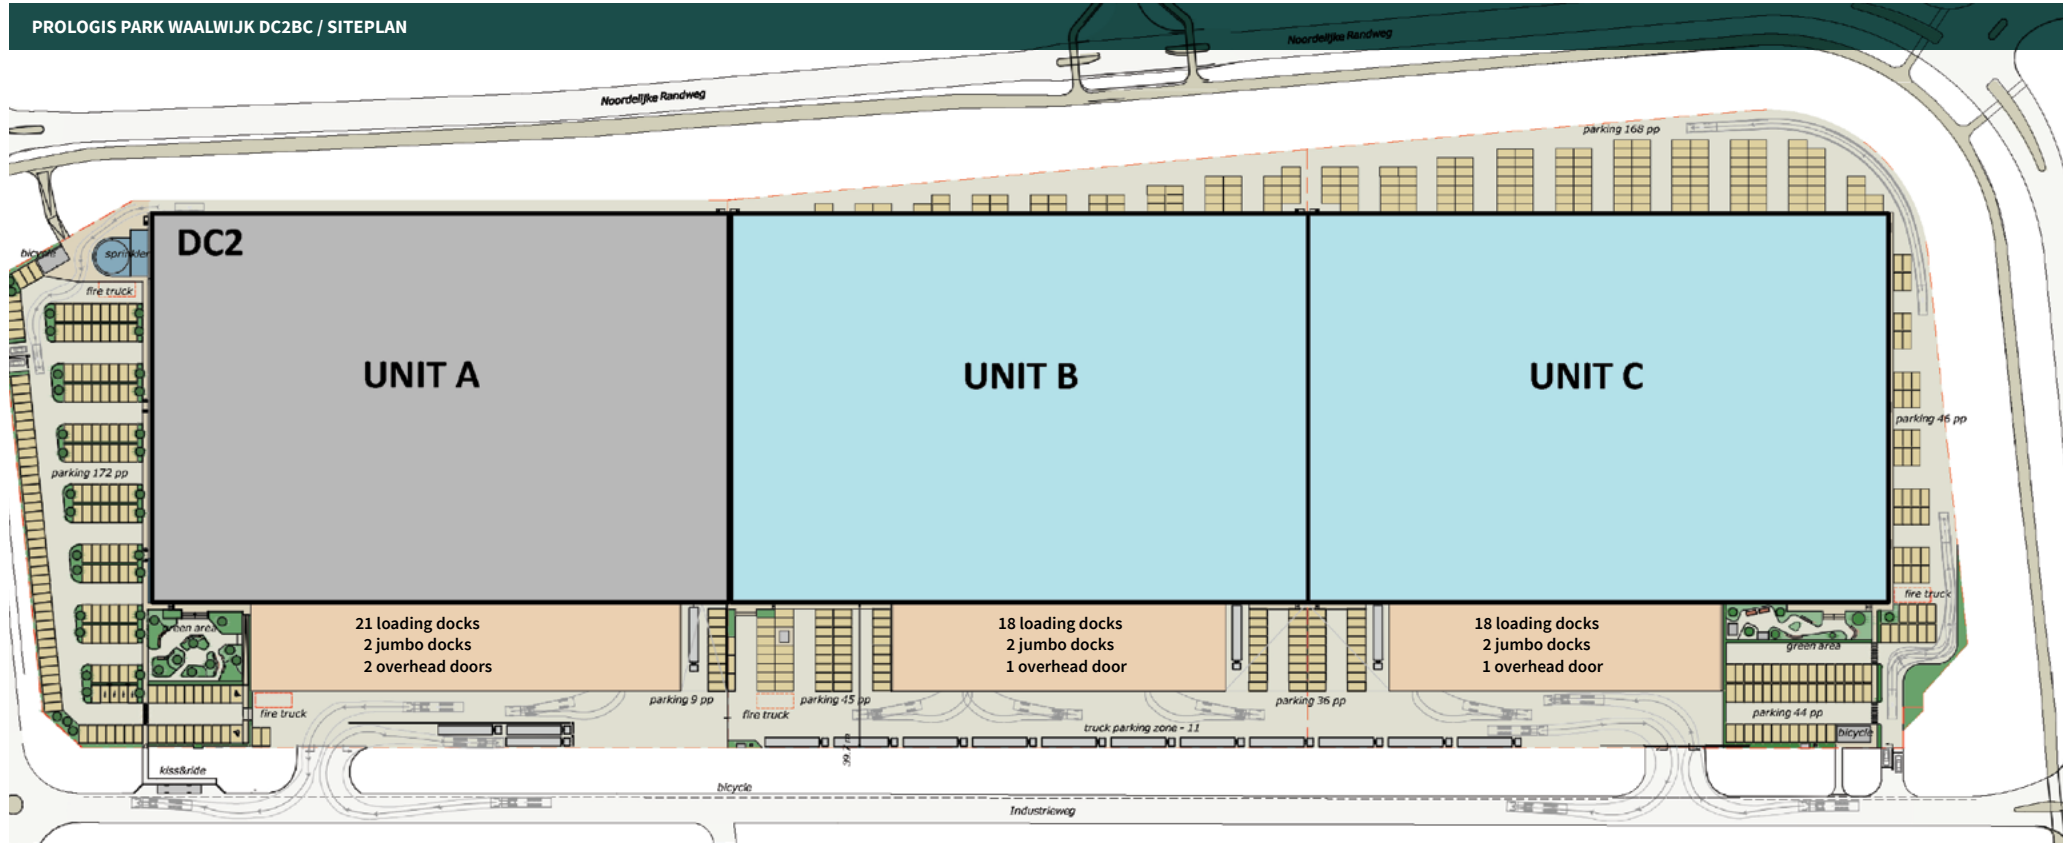 PROLOGIS PARK WAALWIJK DC2BC / SITEPLAN
Noordelijke Randweg
Noordelijke Randweg
parking 168 pp
DC2
bicycle
sprinkler
fire truck
UNIT A
UNIT B
UNIT C
parking 46 pp
parking 172 pp
fire truck
green area
21 loading docks
2 jumbo docks
2 overhead doors
18 loading docks
2 jumbo docks
1 overhead door
18 loading docks
2 jumbo docks
1 overhead door
green area
parking 9 pp
parking 45 pp
parking 36 pp
fire truck
fire truck
parking 44 pp
truck parking zone - 11
bicycle
kiss&ride
bicycle
Industrieweg